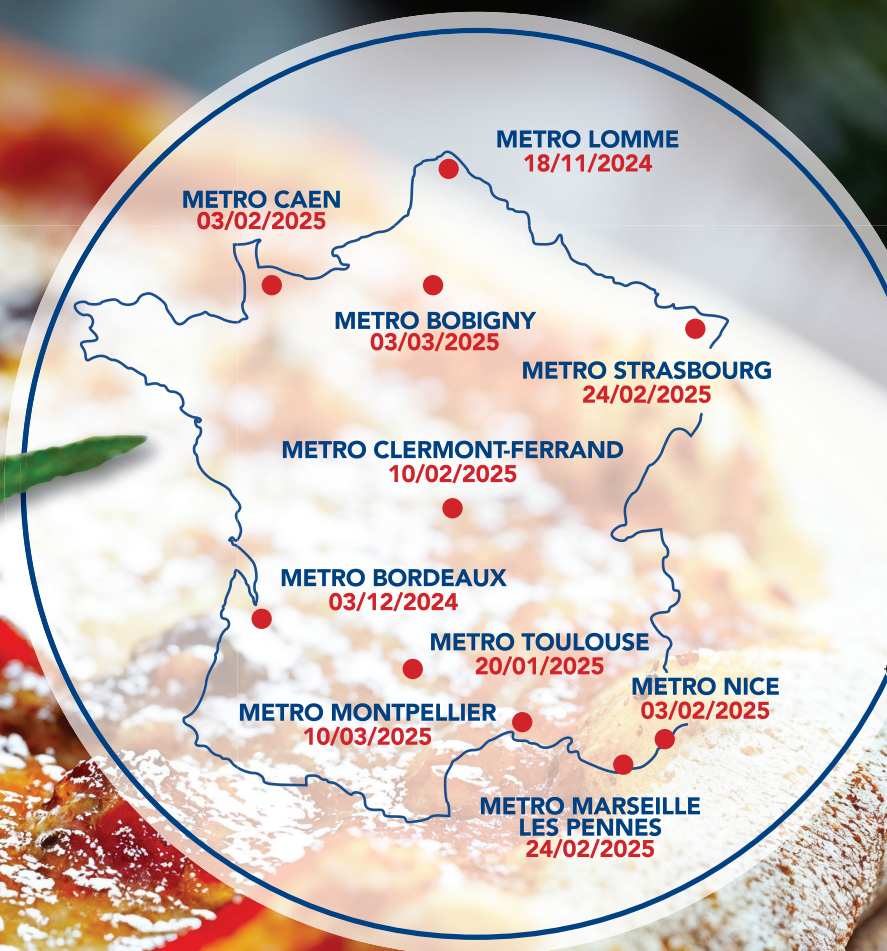 METRO LOMME
18/11/2024
METRO CAEN
03/02/2025
METRO BOBIGNY
03/03/2025
METRO STRASBOURG
24/02/2025
METRO CLERMONT-FERRAND
10/02/2025
METRO BORDEAUX
03/12/2024
METRO TOULOUSE
20/01/2025
METRO NICE
03/02/2025
METRO MONTPELLIER
10/03/2025
METRO MARSEILLE
LES PENNES
24/02/2025